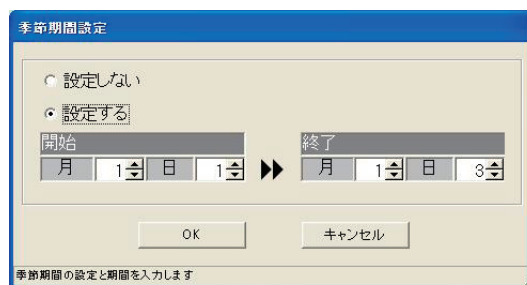 季節期間設定
設定しない
設定する
開始 終了
月 1 日 1 月 1 日 3
OK キャンセル
季節期間の設定と期間を入力します